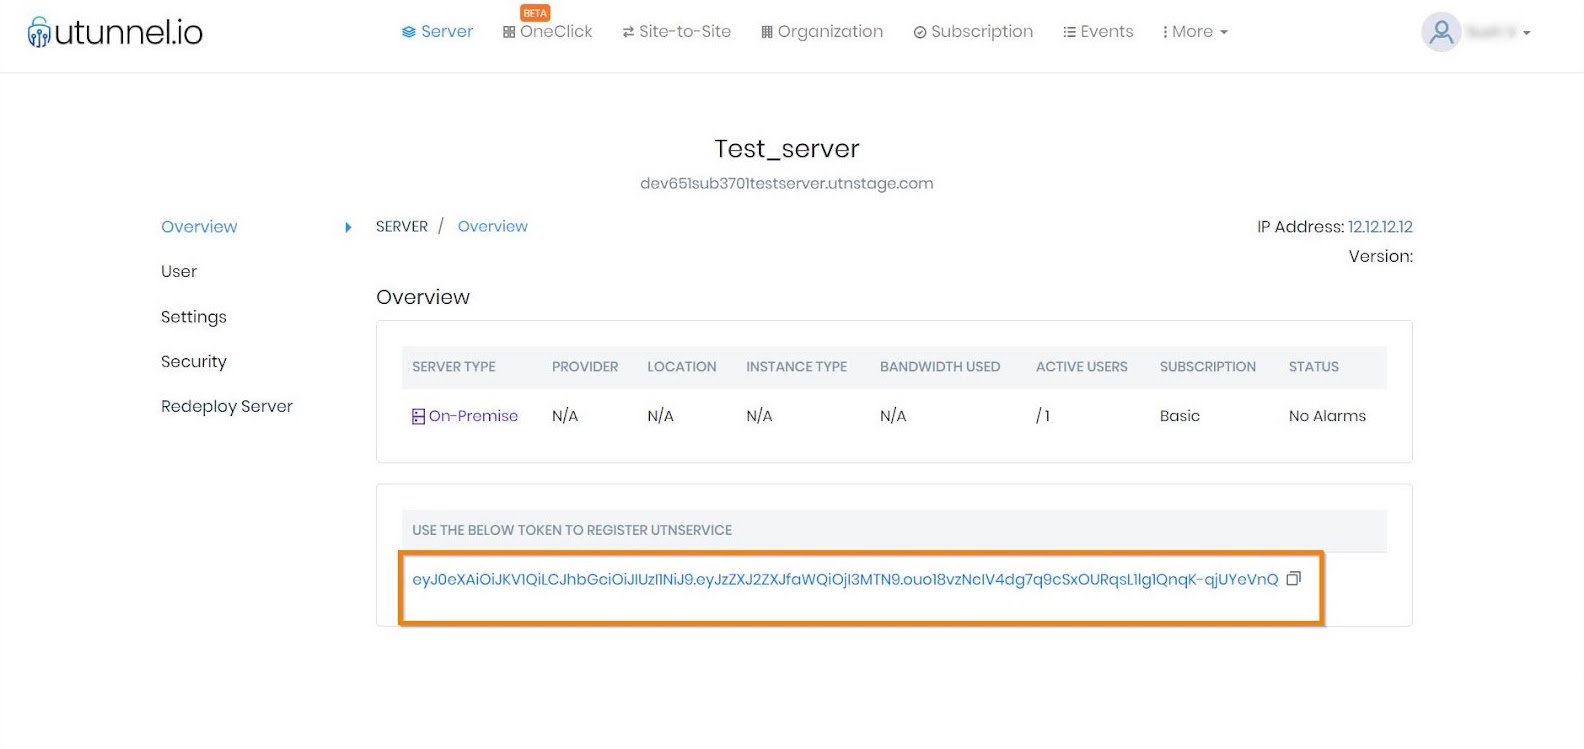 utunnel.io
Server
BETA
OneClick
Site-to-Site
Organization
Subscription
Events
More
Test_server
dev651sub3701testserver.utnstage.com
Overview
User
Settings
Security
Redeploy Server
SERVER / Overview
IP Address: 12.12.12.12
Version:
Overview
SERVER TYPE PROVIDER LOCATION INSTANCE TYPE BANDWIDTH USED ACTIVE USERS SUBSCRIPTION STATUS
On-Premise N/A N/A N/A N/A / 1 Basic No Alarms
USE THE BELOW TOKEN TO REGISTER UTNSERVICE
eyJ0eXAiOiJKV1QiLCJhbGciOiJIUzI1NiJ9.eyJzZXJ2ZXJfaWQiOjI3MTN9.ouo18vzNcIV4dg7q9cSxOURqsL1Ig1QnqK-qjUYeVnQ